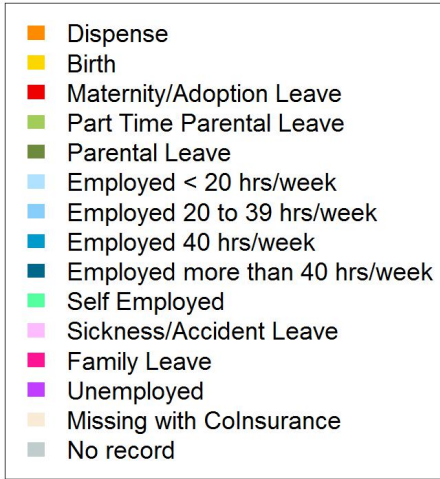 Dispense
Birth
Maternity/Adoption Leave
Part Time Parental Leave
Parental Leave
Employed < 20 hrs/week
Employed 20 to 39 hrs/week
Employed 40 hrs/week
Employed more than 40 hrs/week
Self Employed
Sickness/Accident Leave
Family Leave
Unemployed
Missing with CoInsurance
No record